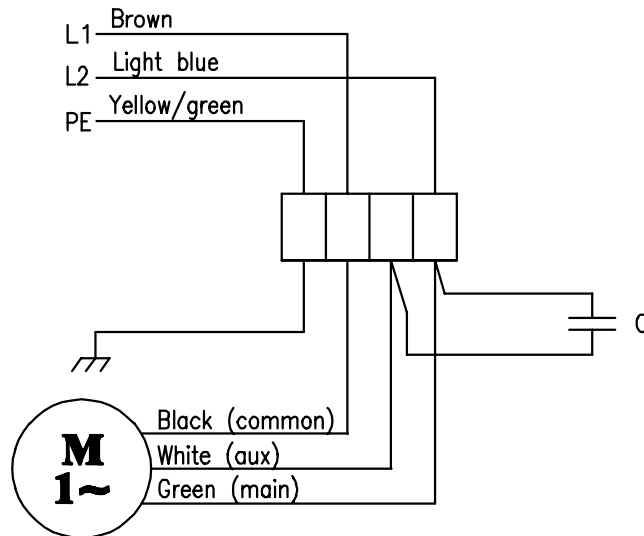 L1 Brown
L2 Light blue
PE Yellow/green
Black (common)
White (aux)
Green (main)
M
1~